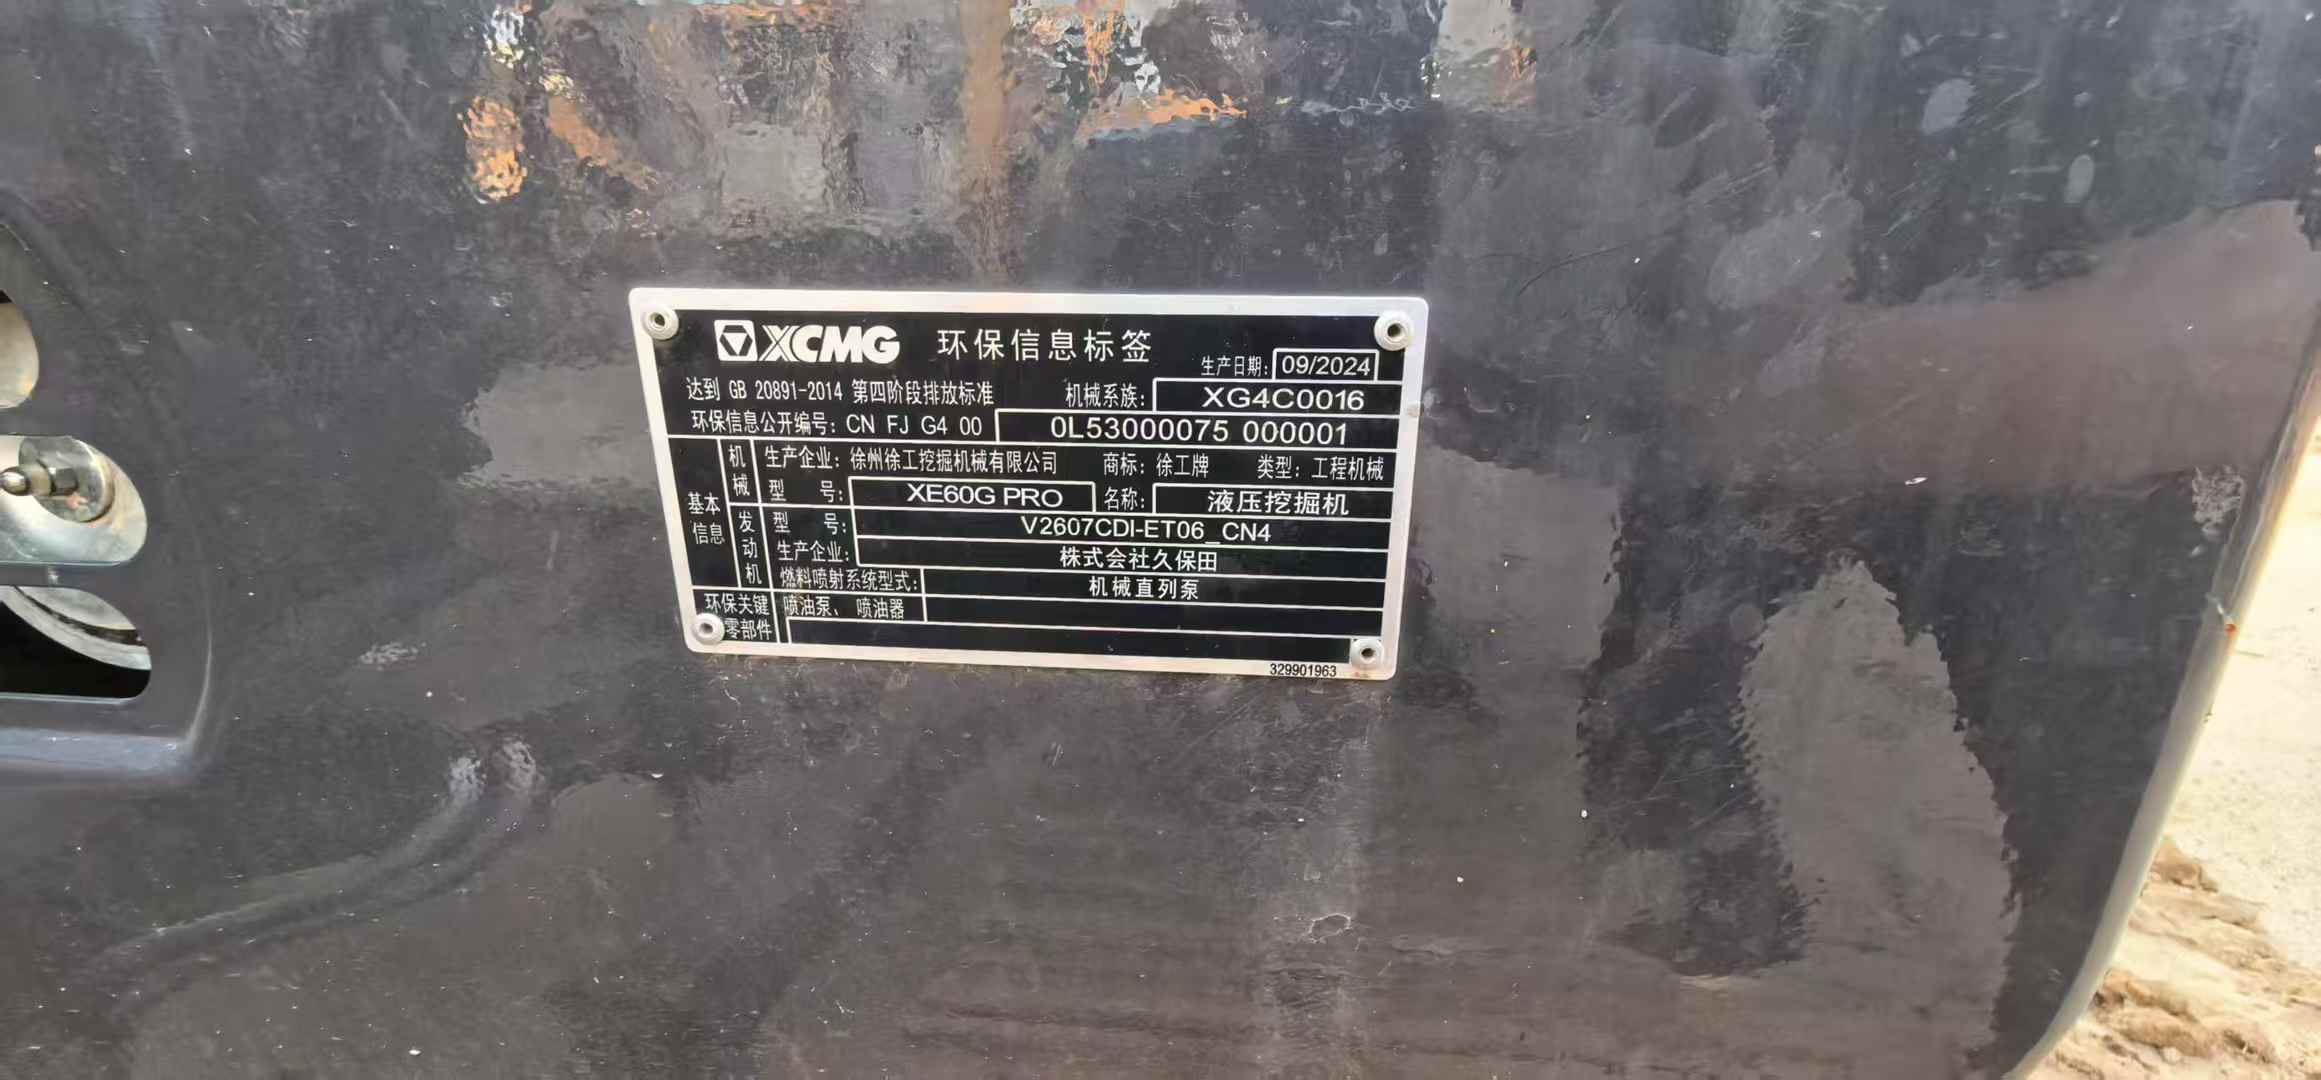 XCMG 环保信息标签
生产日期: 09/2024
达到 GB 20891-2014 第四阶段排放标准 机械系族: XG4C0016
环保信息公开编号: CN FJ G4 00 0L53000075 000001
基本信息
机械
生产企业: 徐州徐工挖掘机械有限公司 商标: 徐工牌 类型: 工程机械
型 号: XE60G PRO 名称: 液压挖掘机
发动机
型 号: V2607CDI-ET06_CN4
生产企业: 株式会社久保田
燃料喷射系统型式: 机械直列泵
环保关键零部件
喷油泵、 喷油器
329901963